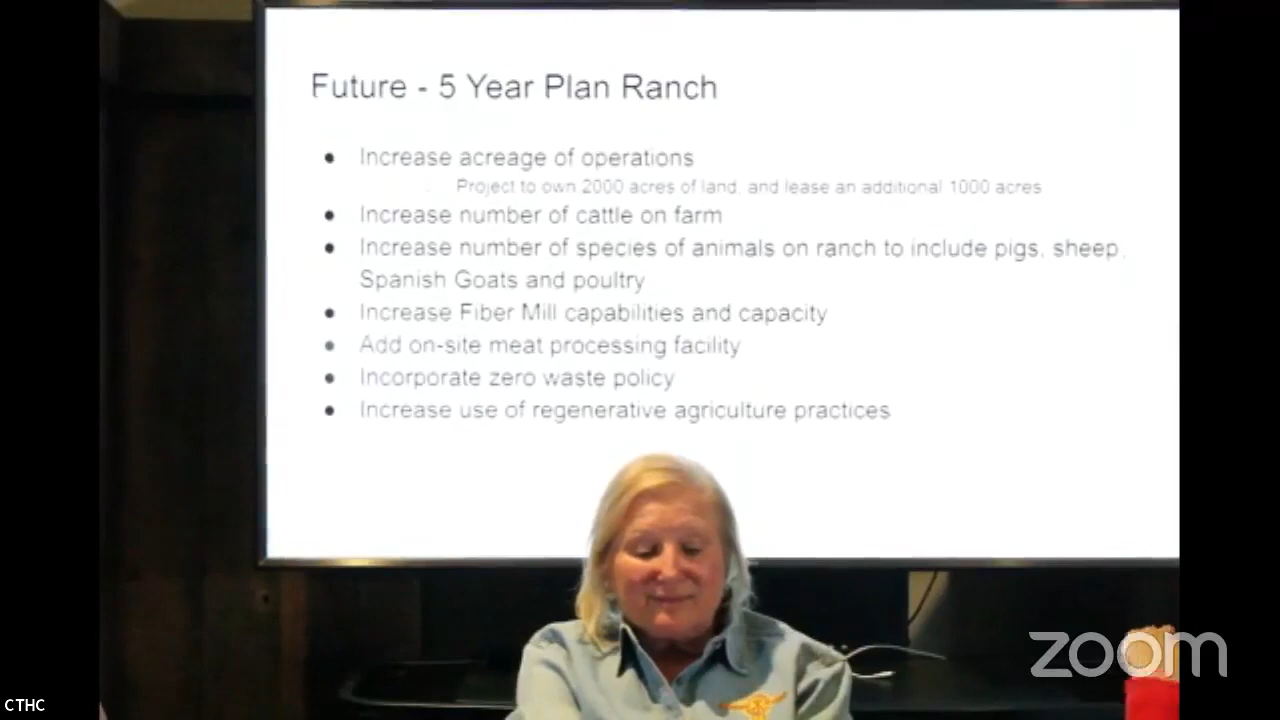 Future - 5 Year Plan Ranch
Increase acreage of operations
Project to own 2000 acres of land, and lease an additional 1000 acres
Increase number of cattle on farm
Increase number of species of animals on ranch to include pigs, sheep,
Spanish Goats and poultry
Increase Fiber Mill capabilities and capacity
Add on-site meat processing facility
Incorporate zero waste policy
Increase use of regenerative agriculture practices
zoom
CTHC